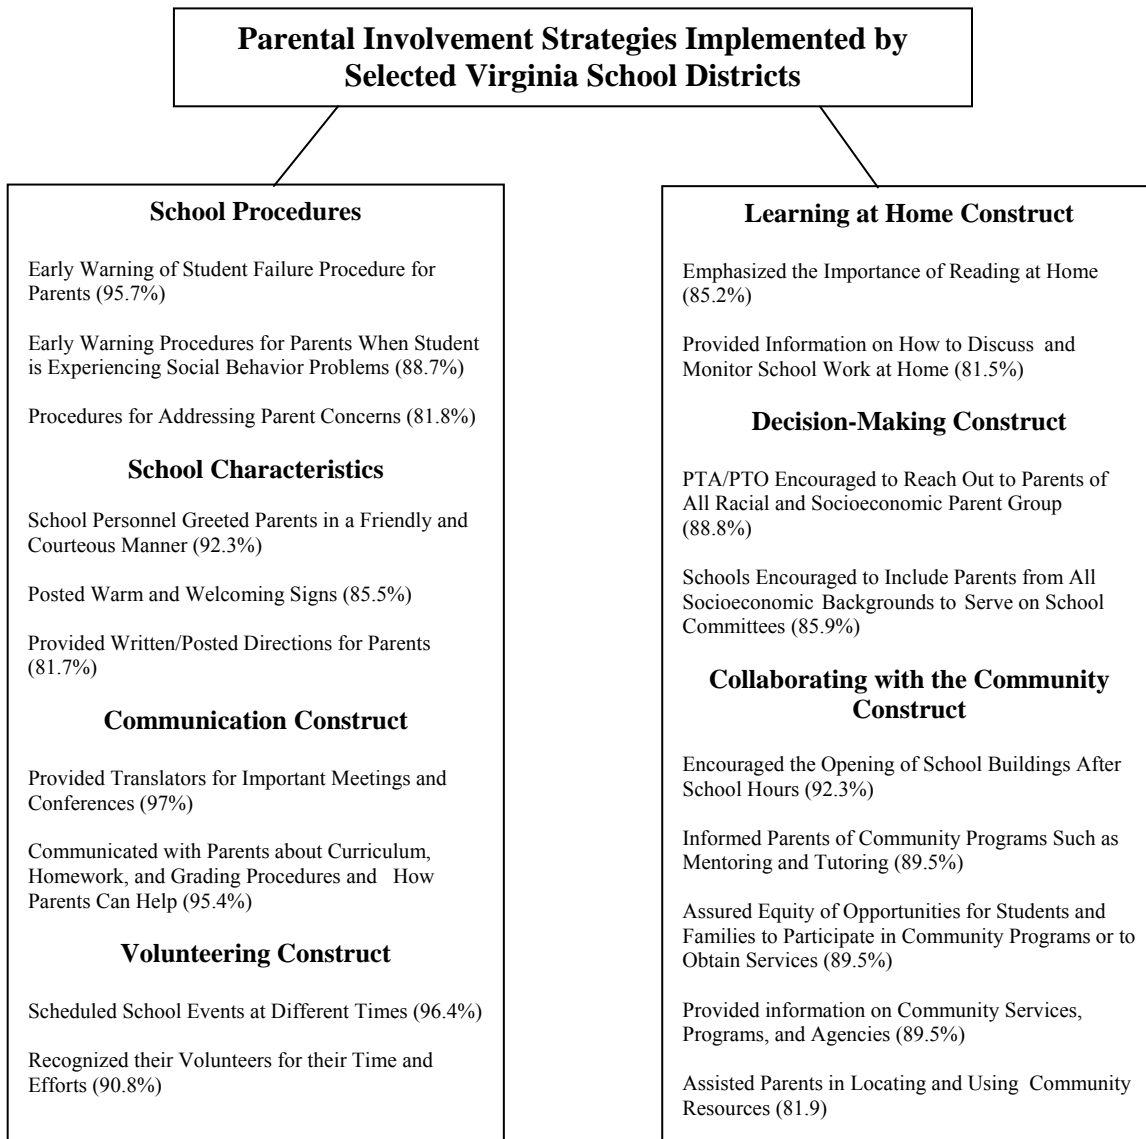 Parental Involvement Strategies Implemented by
Selected Virginia School Districts
School Procedures
Early Warning of Student Failure Procedure for
Parents (95.7%)
Early Warning Procedures for Parents When Student
is Experiencing Social Behavior Problems (88.7%)
Procedures for Addressing Parent Concerns (81.8%)
School Characteristics
School Personnel Greeted Parents in a Friendly and
Courteous Manner (92.3%)
Posted Warm and Welcoming Signs (85.5%)
Provided Written/Posted Directions for Parents
(81.7%)
Communication Construct
Provided Translators for Important Meetings and
Conferences (97%)
Communicated with Parents about Curriculum,
Homework, and Grading Procedures and How
Parents Can Help (95.4%)
Volunteering Construct
Scheduled School Events at Different Times (96.4%)
Recognized their Volunteers for their Time and
Efforts (90.8%)
Learning at Home Construct
Emphasized the Importance of Reading at Home
(85.2%)
Provided Information on How to Discuss and
Monitor School Work at Home (81.5%)
Decision-Making Construct
PTA/PTO Encouraged to Reach Out to Parents of
All Racial and Socioeconomic Parent Group
(88.8%)
Schools Encouraged to Include Parents from All
Socioeconomic Backgrounds to Serve on School
Committees (85.9%)
Collaborating with the Community
Construct
Encouraged the Opening of School Buildings After
School Hours (92.3%)
Informed Parents of Community Programs Such as
Mentoring and Tutoring (89.5%)
Assured Equity of Opportunities for Students and
Families to Participate in Community Programs or to
Obtain Services (89.5%)
Provided information on Community Services,
Programs, and Agencies (89.5%)
Assisted Parents in Locating and Using Community
Resources (81.9)